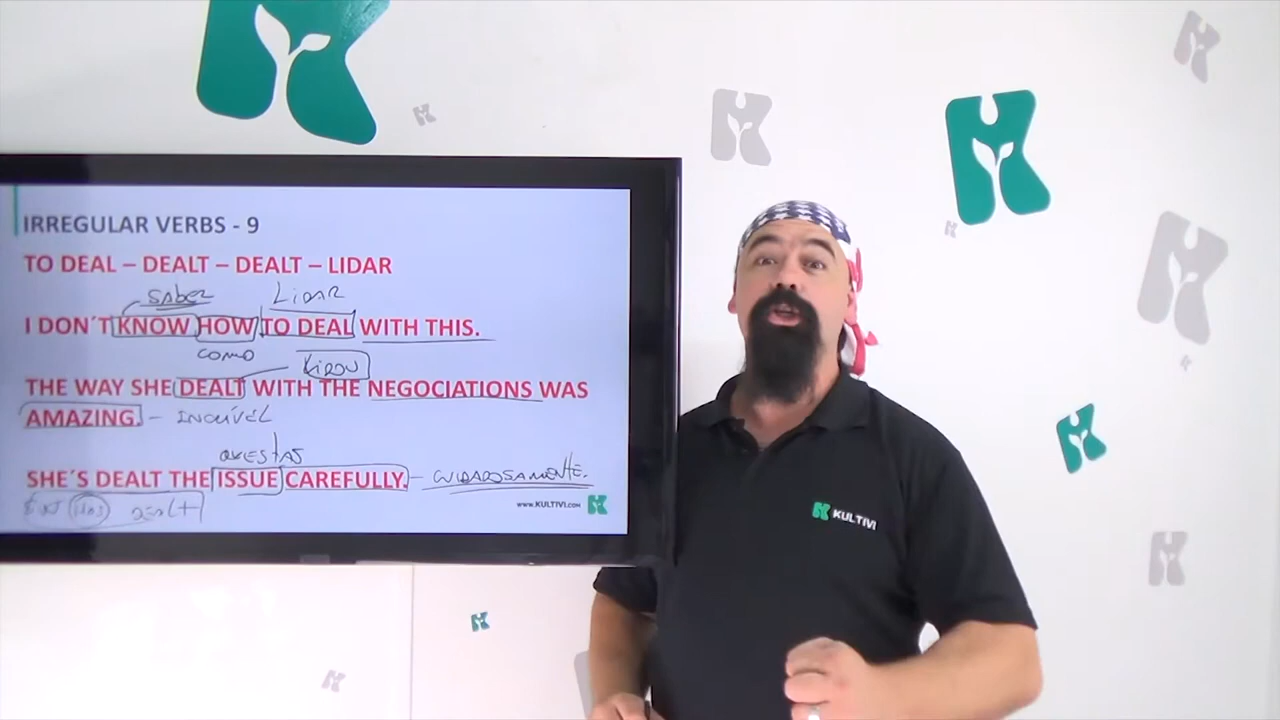 IRREGULAR VERBS - 9
TO DEAL – DEALT – DEALT – LIDAR
SABER LIDAR
I DON´T KNOW HOW TO DEAL WITH THIS.
COMO
LIDOU
THE WAY SHE DEALT WITH THE NEGOCIATIONS WAS
AMAZING. – INCRÍVEL
QUESTÃO
SHE´S DEALT THE ISSUE CAREFULLY. – CUIDADOSAMENTE.
HAS DEALT
WWW.KULTIVI.COM
KULTIVI